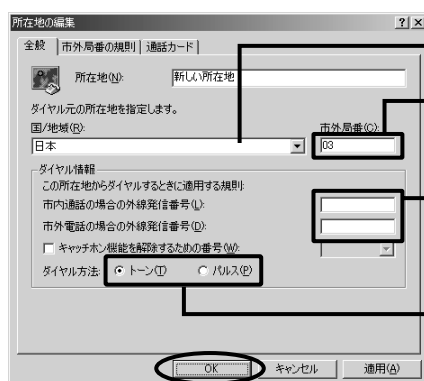 所在地の編集
全般 市外局番の規則 通話カード
所在地(N): 新しい所在地
ダイヤル元の所在地を指定します。
国/地域(R): 市外局番(C):
日本 03
ダイヤル情報
この所在地からダイヤルするときに適用する規則:
市内通話の場合の外線発信番号(L):
市外電話の場合の外線発信番号(D):
キャッチホン機能を解除するための番号(W):
ダイヤル方法: トーン(T) パルス(P)
OK キャンセル 適用(A)